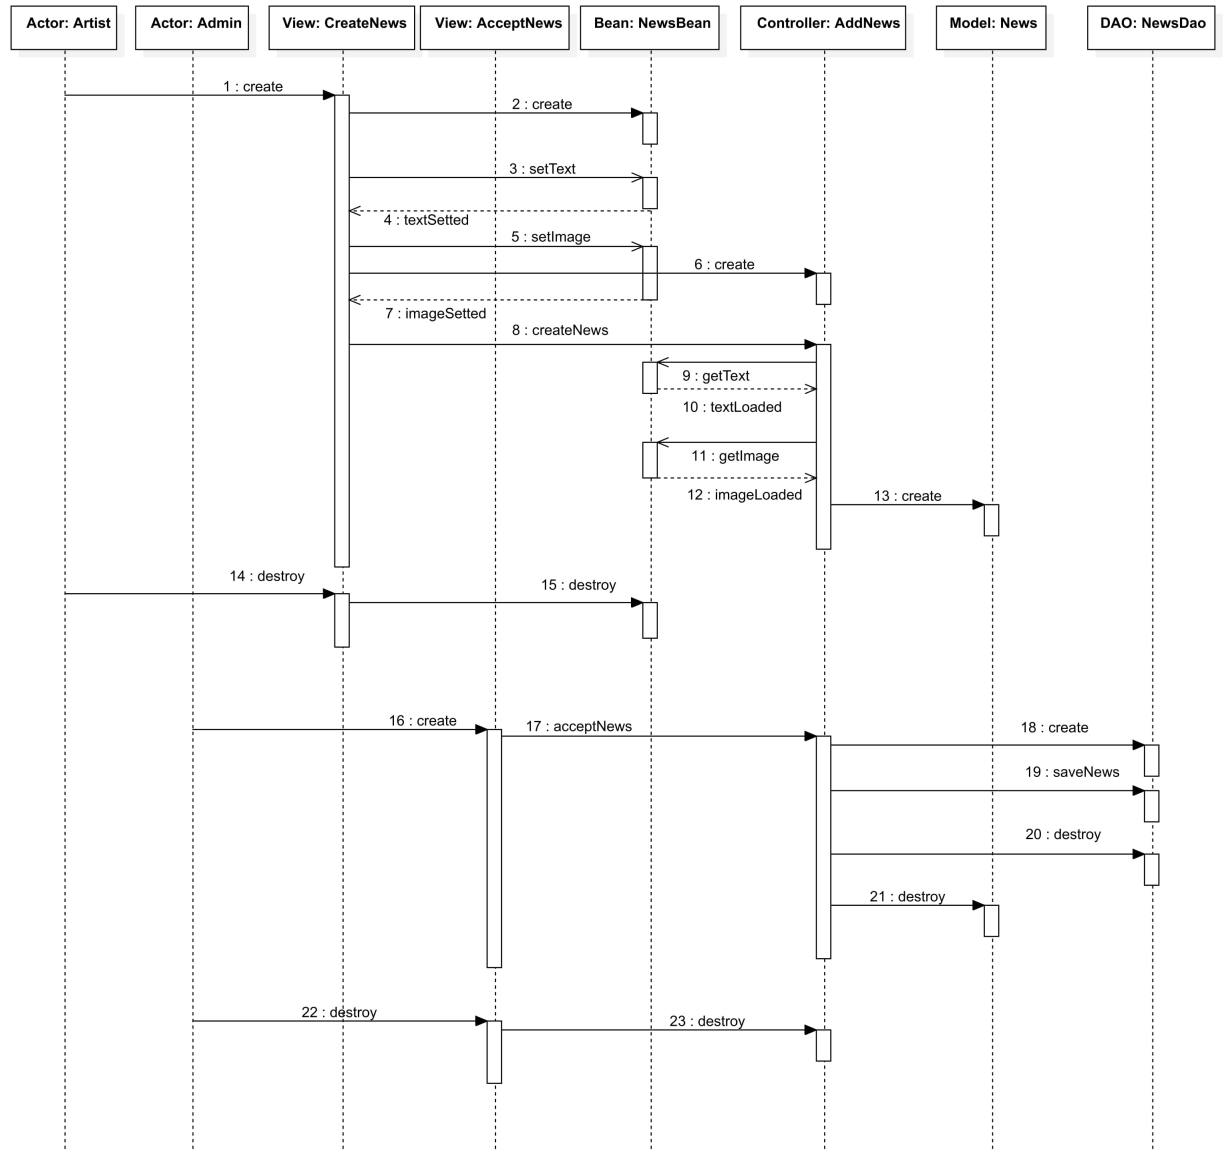 Actor: Artist
Actor: Admin
View: CreateNews
View: AcceptNews
Bean: NewsBean
Controller: AddNews
Model: News
DAO: NewsDao
1 : create
2 : create
3 : setText
4 : textSetted
5 : setImage
6 : create
7 : imageSetted
8 : createNews
9 : getText
10 : textLoaded
11 : getImage
12 : imageLoaded
13 : create
14 : destroy
15 : destroy
16 : create
17 : acceptNews
18 : create
19 : saveNews
20 : destroy
21 : destroy
22 : destroy
23 : destroy